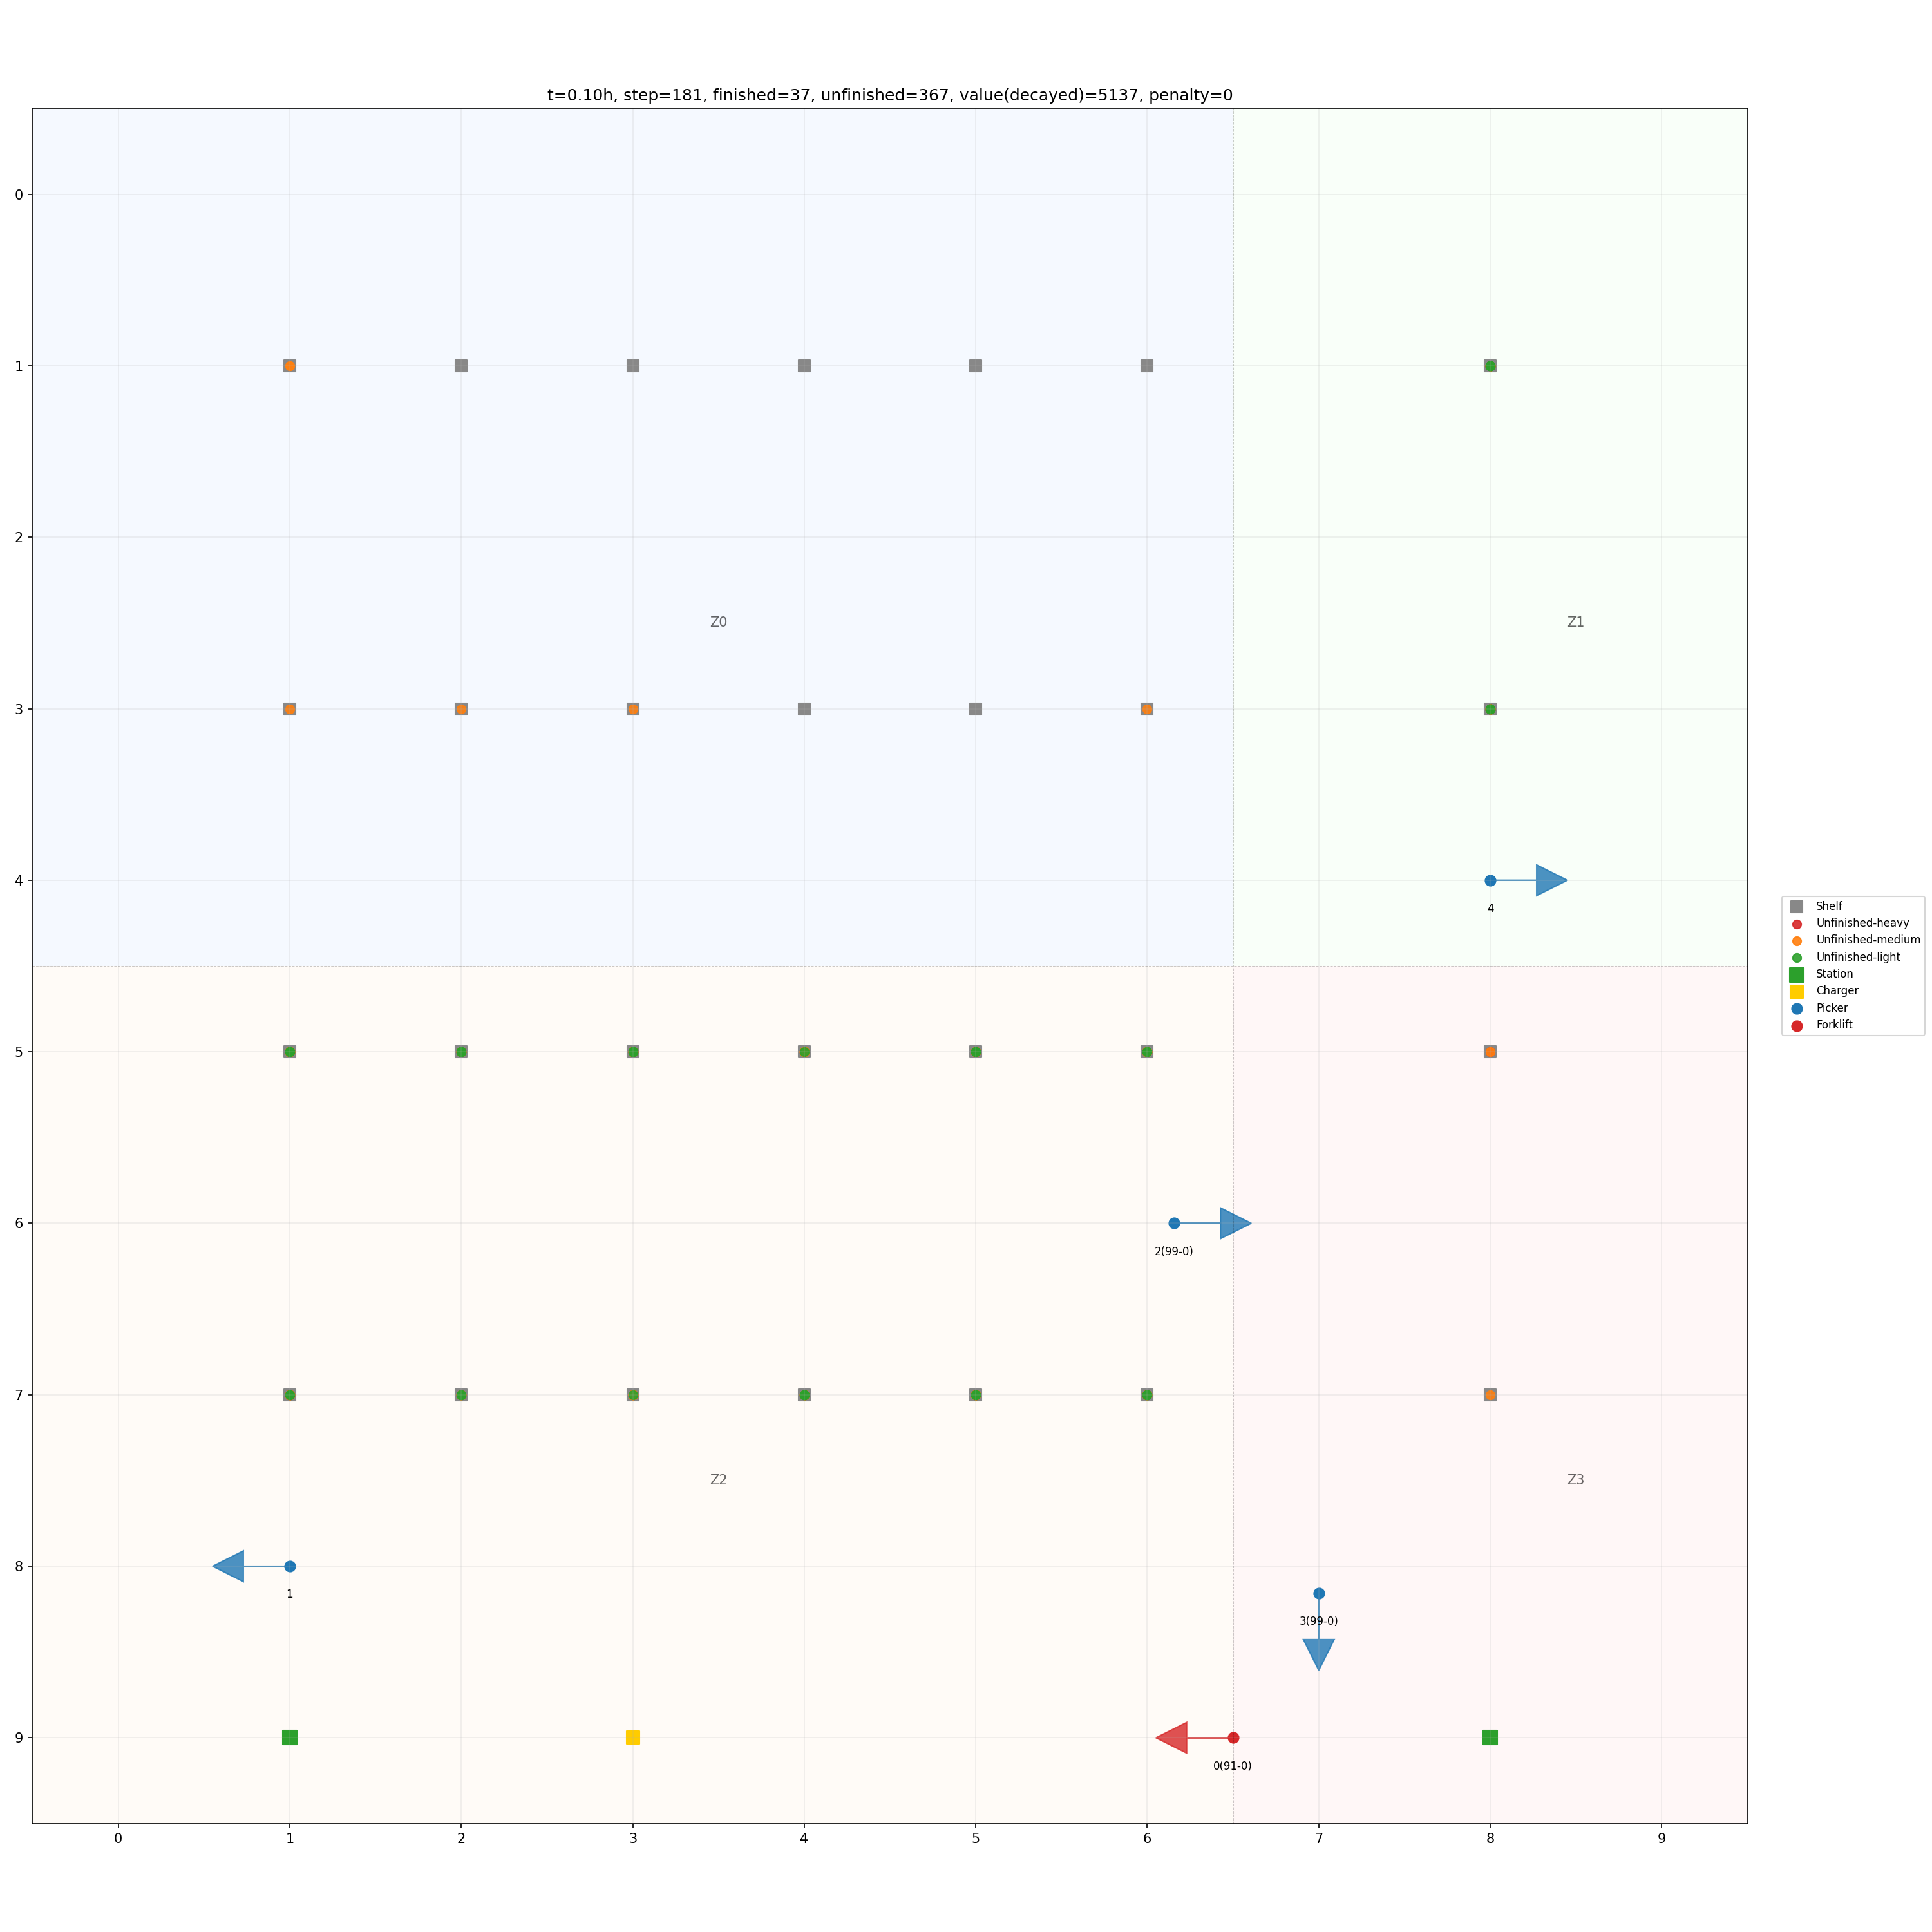 t=0.10h, step=181, finished=37, unfinished=367, value(decayed)=5137, penalty=0
0
1
2
Z0
Z1
3
4
4
Shelf
Unfinished-heavy
Unfinished-medium
Unfinished-light
Station
Charger
Picker
Forklift
5
6
2(99-0)
7
Z2
Z3
8
1
3(99-0)
9
0(91-0)
0 1 2 3 4 5 6 7 8 9